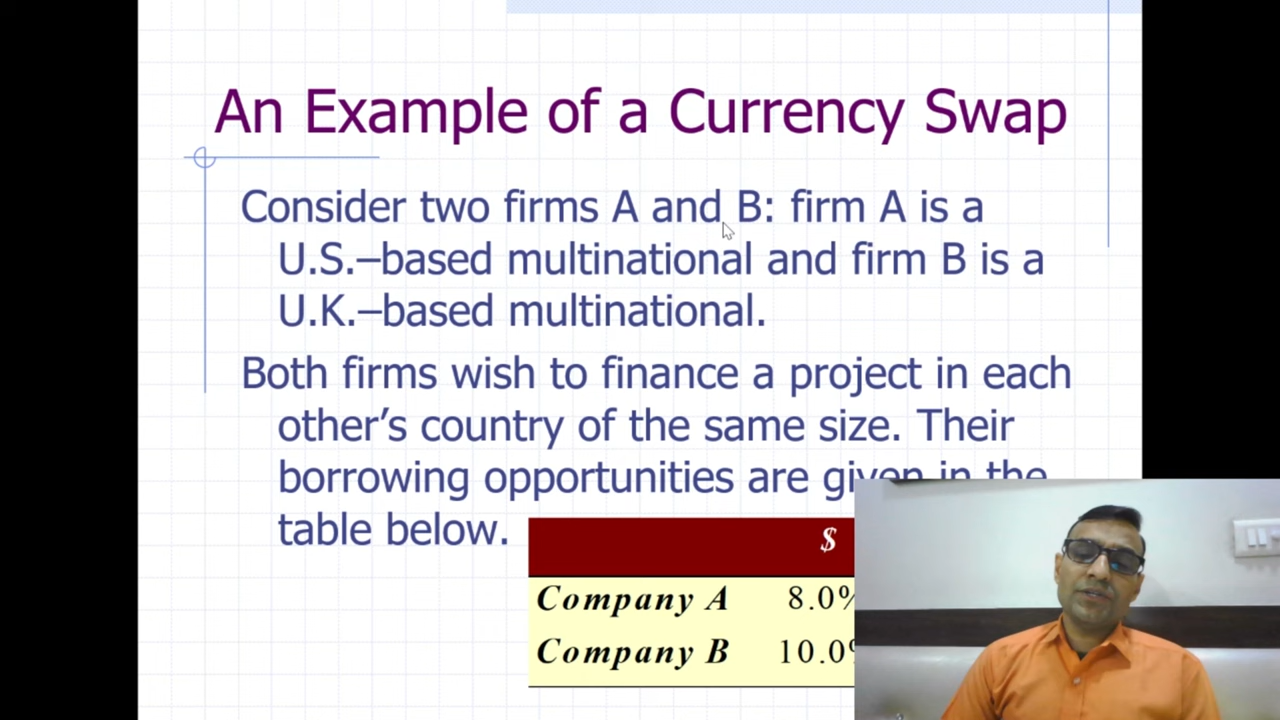 An Example of a Currency Swap
Consider two firms A and B: firm A is a
U.S.–based multinational and firm B is a
U.K.–based multinational.
Both firms wish to finance a project in each
other’s country of the same size. Their
borrowing opportunities are given in the
table below.
$
Company A 8.0%
Company B 10.0%